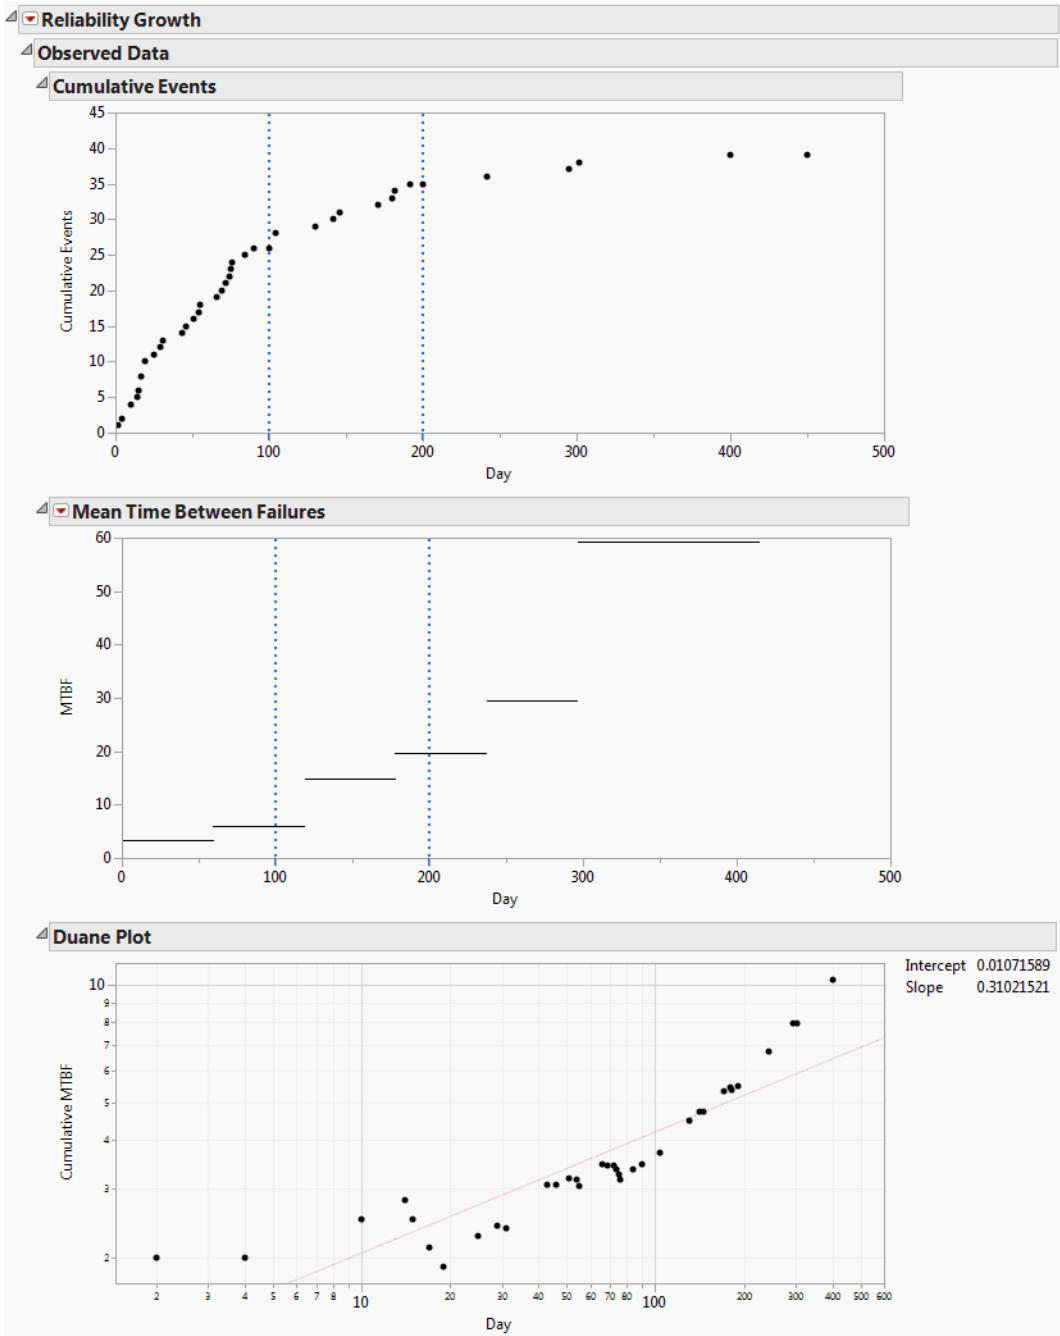 Reliability Growth
Observed Data
Cumulative Events
45
40
35
30
25
20
15
10
5
0
Cumulative Events
0 100 200 300 400 500
Day
Mean Time Between Failures
60
50
40
30
20
10
0
MTBF
0 100 200 300 400 500
Day
Duane Plot
Intercept 0.01071589
Slope 0.31021521
10
9
8
7
6
5
4
3
2
Cumulative MTBF
2 3 4 5 6 7 8 10 20 30 40 50 60 70 80 100 200 300 400 500 600
Day